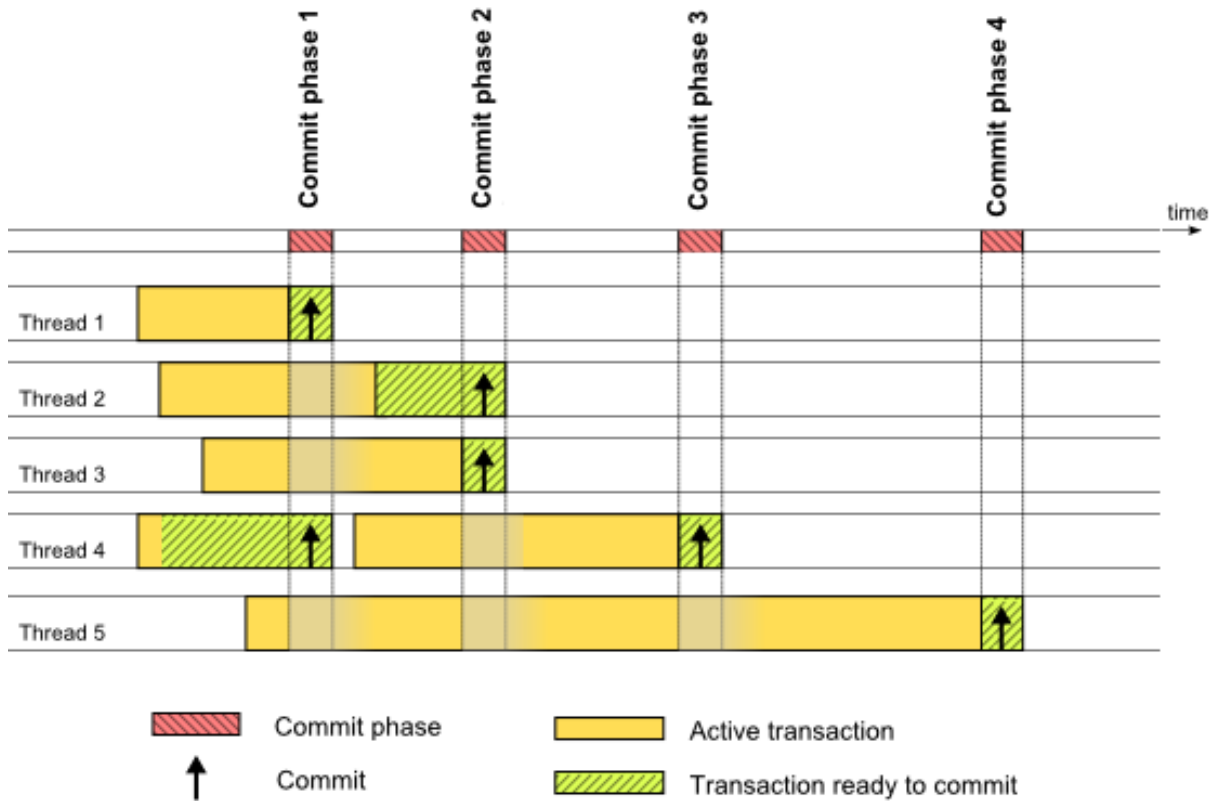 Commit phase 1
Commit phase 2
Commit phase 3
Commit phase 4
time
Thread 1
Thread 2
Thread 3
Thread 4
Thread 5
Commit phase
Active transaction
Commit
Transaction ready to commit